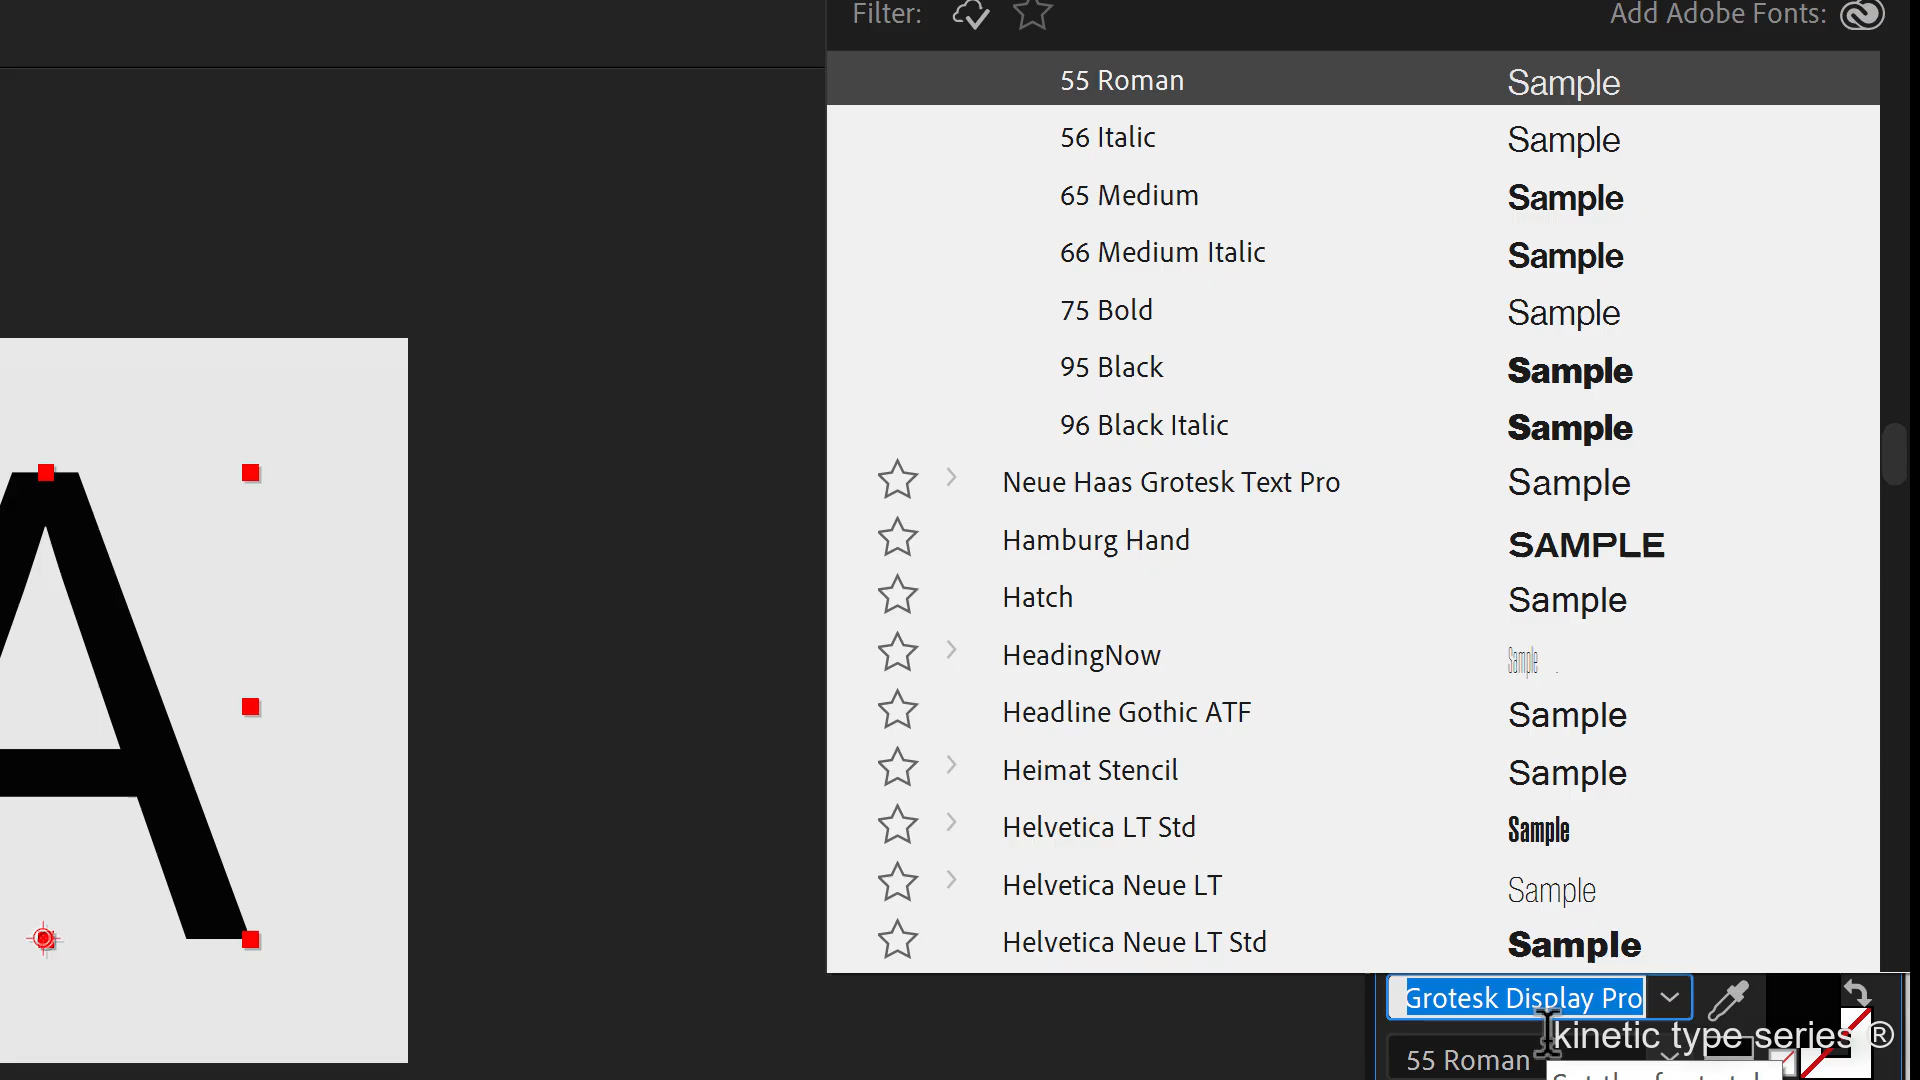 Filter:
Add Adobe Fonts:
55 Roman Sample
56 Italic Sample
65 Medium Sample
66 Medium Italic Sample
75 Bold Sample
95 Black Sample
96 Black Italic Sample
Neue Haas Grotesk Text Pro Sample
Hamburg Hand SAMPLE
Hatch Sample
HeadingNow Sample
Headline Gothic ATF Sample
Heimat Stencil Sample
Helvetica LT Std Sample
Helvetica Neue LT Sample
Helvetica Neue LT Std Sample
A
Grotesk Display Pro
kinetic type series ®
55 Roman